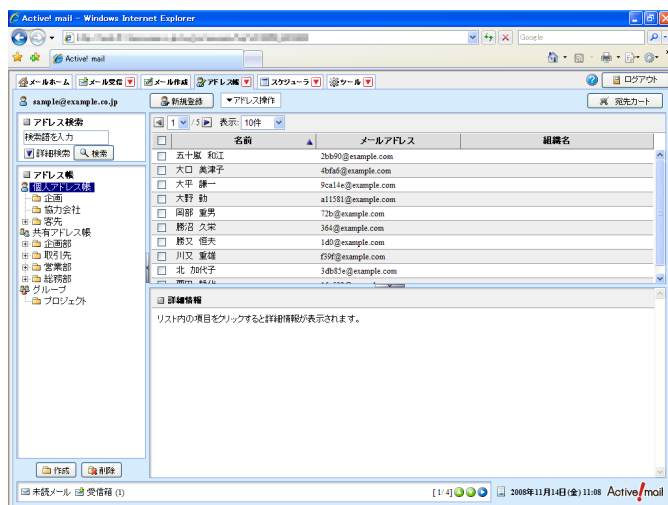 Active! mail - Windows Internet Explorer
Google
Active! mail
メールホーム メール受信 メール作成 アドレス帳 スケジューラ ツール ログアウト
sample@example.co.jp 新規登録 ▼アドレス操作 宛先カート
アドレス検索
検索語を入力
詳細検索 検索
アドレス帳
個人アドレス帳
企画
協力会社
客先
共有アドレス帳
企画部
取引先
営業部
総務部
グループ
プロジェクト
作成 削除
1 / 5 表示: 10件
名前 ▲ メールアドレス 組織名
五十嵐 和江 2bb90@example.com
大口 美津子 4bfa6@example.com
大平 謙一 9ca14e@example.com
大野 勤 a11581@example.com
岡部 重男 72b@example.com
勝沼 久栄 364@example.com
勝又 恒夫 1d0@example.com
川又 重雄 f39f@example.com
北 加代子 3db85e@example.com
詳細情報
リスト内の項目をクリックすると詳細情報が表示されます。
未読メール 受信箱 (1) [1/4] 2008年11月14日(金) 11:08 Active! mail